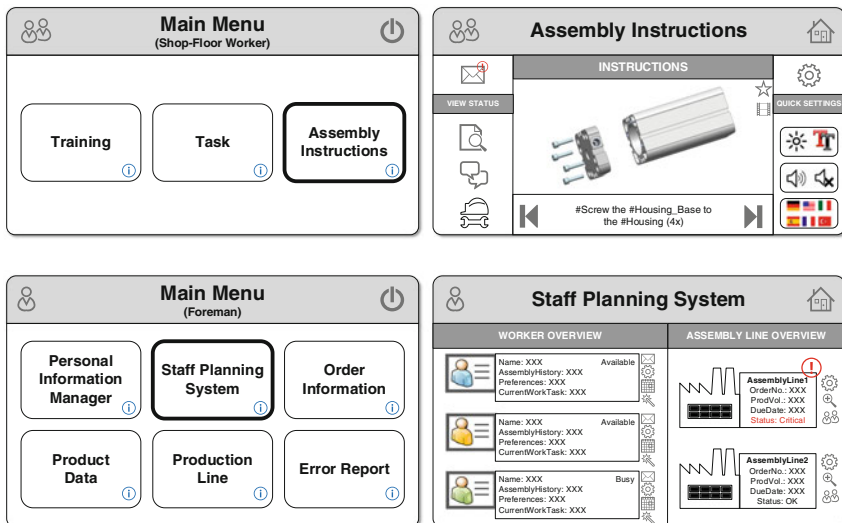 Main Menu
(Shop-Floor Worker)
Training
Task
Assembly
Instructions
Assembly Instructions
INSTRUCTIONS
VIEW STATUS
QUICK SETTINGS
TT
#Screw the #Housing_Base to
the #Housing (4x)
Main Menu
(Foreman)
Personal
Information
Manager
Staff Planning
System
Order
Information
Product
Data
Production
Line
Error Report
Staff Planning System
WORKER OVERVIEW
ASSEMBLY LINE OVERVIEW
Name: XXX Available
AssemblyHistory: XXX
Preferences: XXX
CurrentWorkTask: XXX
Name: XXX Available
AssemblyHistory: XXX
Preferences: XXX
CurrentWorkTask: XXX
Name: XXX Busy
AssemblyHistory: XXX
Preferences: XXX
CurrentWorkTask: XXX
AssemblyLine1
OrderNo.: XXX
ProdVol.: XXX
DueDate: XXX
Status: Critical
AssemblyLine2
OrderNo.: XXX
ProdVol.: XXX
DueDate: XXX
Status: OK